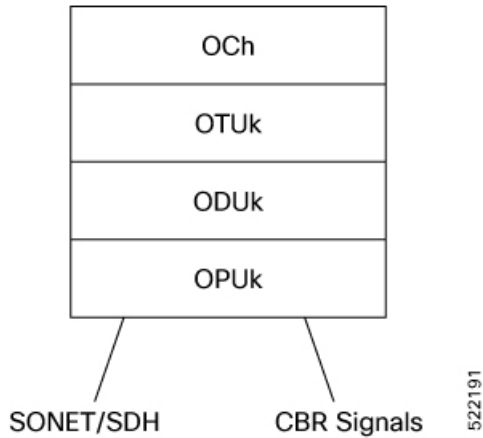 OCh
OTUk
ODUk
OPUk
SONET/SDH
CBR Signals
522191